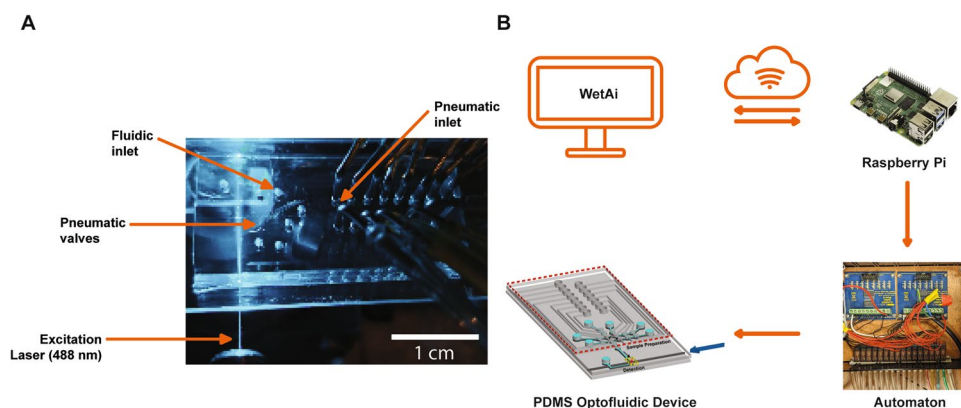 A
B
Pneumatic
inlet
Fluidic
inlet
Pneumatic
valves
Excitation
Laser (488 nm)
1 cm
WetAi
Raspberry Pi
Sample Preparation
Detention
PDMS Optofluidic Device
Automaton